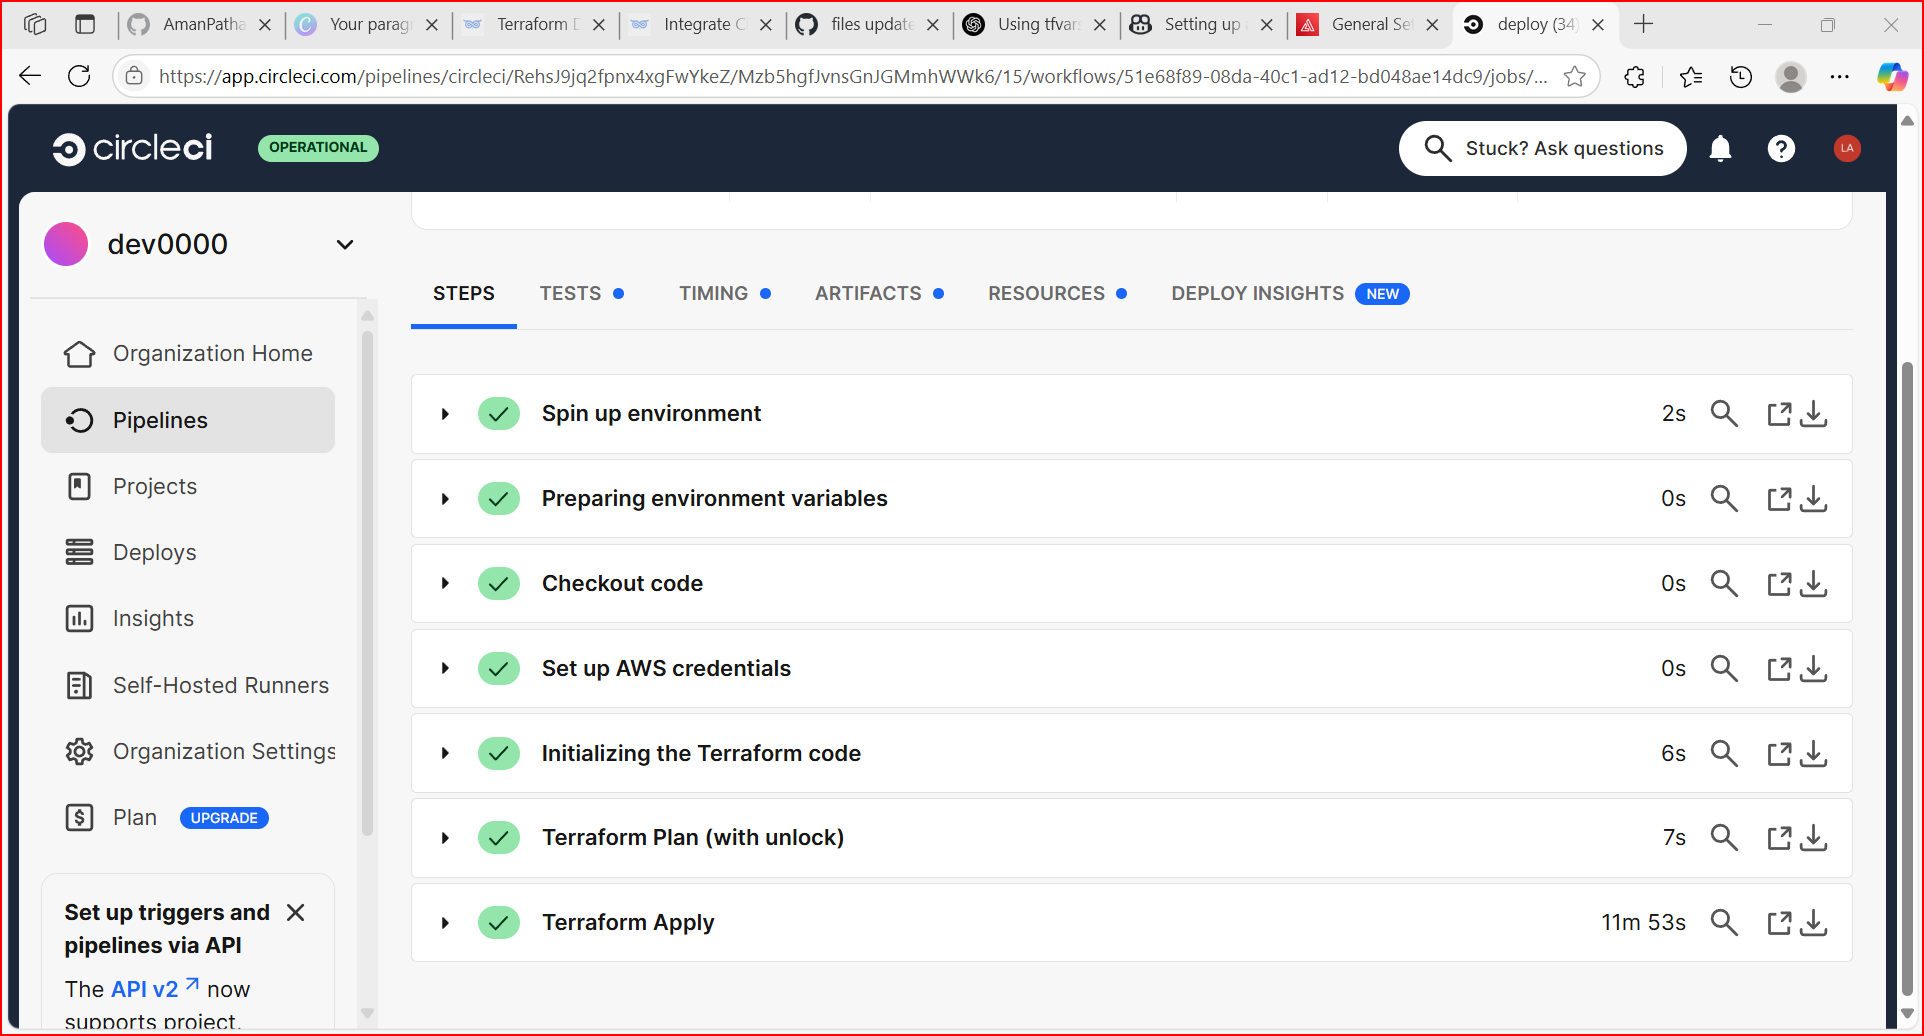 AmanPatha
Your paragr
Terraform D
Integrate C
files update
Using tfvars
Setting up
General Set
deploy (34)
https://app.circleci.com/pipelines/circleci/RehsJ9jq2fpnx4xgFwYkeZ/Mzb5hgfJvnsGnJGMmhWWk6/15/workflows/51e68f89-08da-40c1-ad12-bd048ae14dc9/jobs/...
circleci
OPERATIONAL
Stuck? Ask questions
LA
dev0000
Organization Home
Pipelines
Projects
Deploys
Insights
Self-Hosted Runners
Organization Settings
Plan UPGRADE
Set up triggers and
pipelines via API
The API v2 now
supports project,
STEPS TESTS TIMING ARTIFACTS RESOURCES DEPLOY INSIGHTS NEW
Spin up environment 2s
Preparing environment variables 0s
Checkout code 0s
Set up AWS credentials 0s
Initializing the Terraform code 6s
Terraform Plan (with unlock) 7s
Terraform Apply 11m 53s